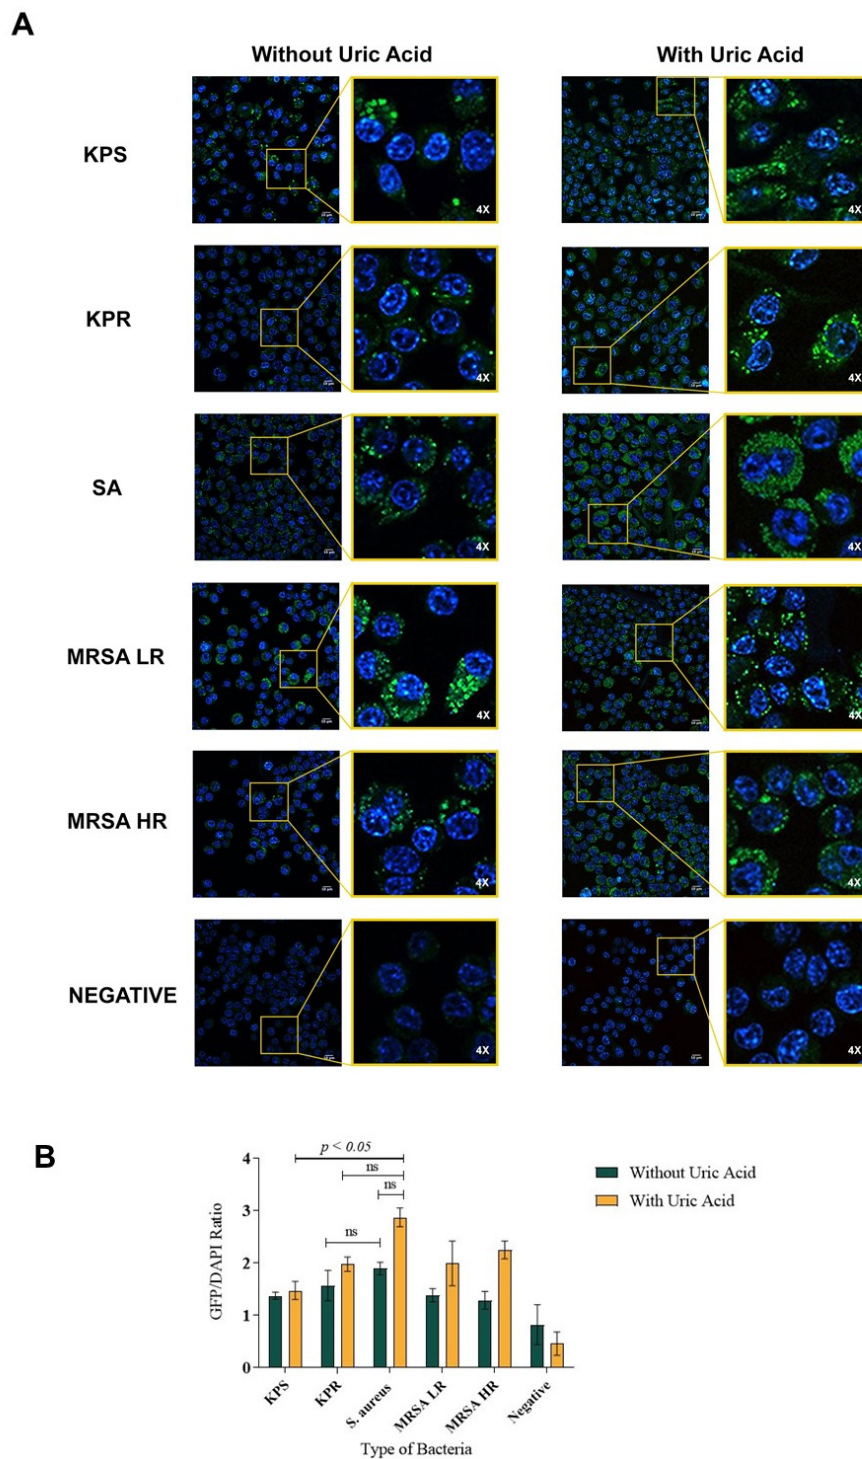 A
Without Uric Acid
With Uric Acid
KPS
4X
4X
KPR
4X
4X
SA
4X
4X
MRSA LR
4X
4X
MRSA HR
4X
4X
NEGATIVE
4X
4X
B
p < 0.05
ns
ns
ns
4
3
2
1
0
GFP/DAPI Ratio
KPS
KPR
S. aureus
MRSA LR
MRSA HR
Negative
Type of Bacteria
Without Uric Acid
With Uric Acid